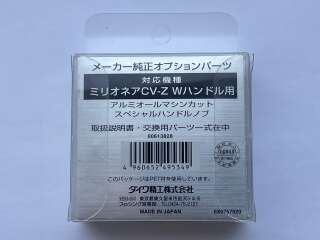 メーカー純正オプションパーツ
対応機種
ミリオネアCV-Z Wハンドル用
アルミオールマシンカット
スペシャルハンドルノブ
取扱説明書・交換用パーツ一式在中
00613828
4 960652 495349
このパッケージはPET材を使用しています。
ダイワ精工株式会社
MADE IN JAPAN